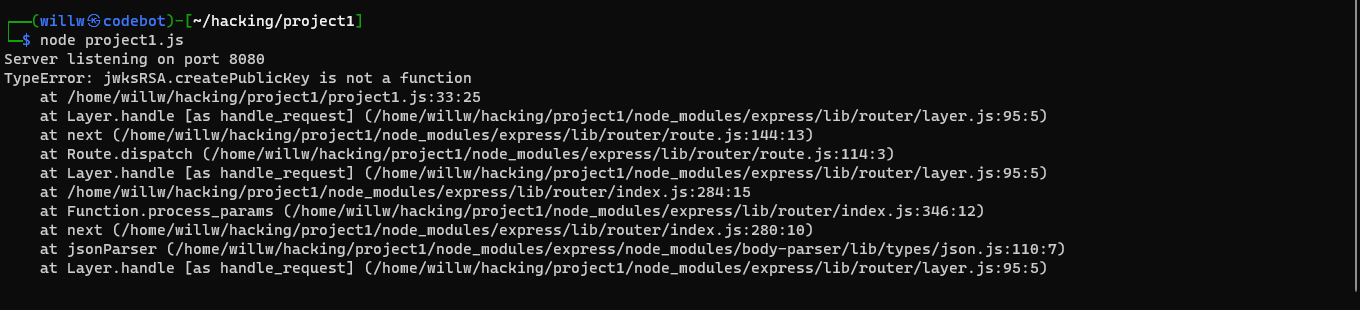 ┌──(willw㉿codebot)-[~/hacking/project1]
└─$ node project1.js
Server listening on port 8080
TypeError: jwksRSA.createPublicKey is not a function
    at /home/willw/hacking/project1/project1.js:33:25
    at Layer.handle [as handle_request] (/home/willw/hacking/project1/node_modules/express/lib/router/layer.js:95:5)
    at next (/home/willw/hacking/project1/node_modules/express/lib/router/route.js:144:13)
    at Route.dispatch (/home/willw/hacking/project1/node_modules/express/lib/router/route.js:114:3)
    at Layer.handle [as handle_request] (/home/willw/hacking/project1/node_modules/express/lib/router/layer.js:95:5)
    at /home/willw/hacking/project1/node_modules/express/lib/router/index.js:284:15
    at Function.process_params (/home/willw/hacking/project1/node_modules/express/lib/router/index.js:346:12)
    at next (/home/willw/hacking/project1/node_modules/express/lib/router/index.js:280:10)
    at jsonParser (/home/willw/hacking/project1/node_modules/express/node_modules/body-parser/lib/types/json.js:110:7)
    at Layer.handle [as handle_request] (/home/willw/hacking/project1/node_modules/express/lib/router/layer.js:95:5)